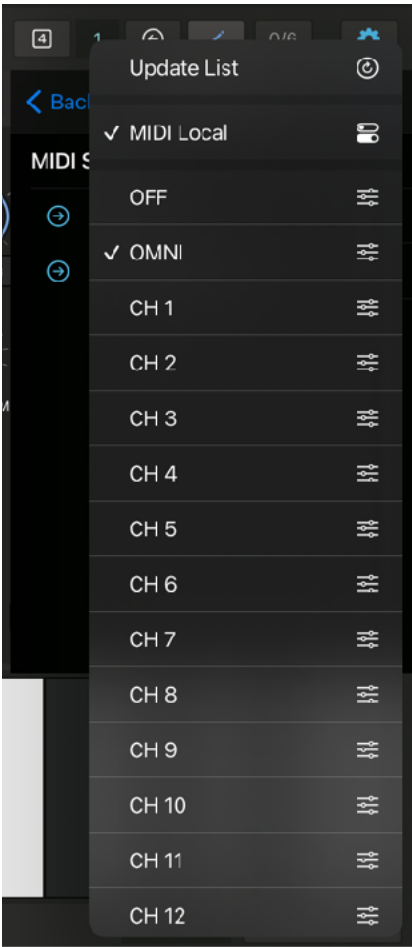 4 1 0/6
Update List
Back
✓ MIDI Local
MIDI S
OFF
✓ OMNI
CH 1
CH 2
CH 3
CH 4
CH 5
CH 6
CH 7
CH 8
CH 9
CH 10
CH 11
CH 12